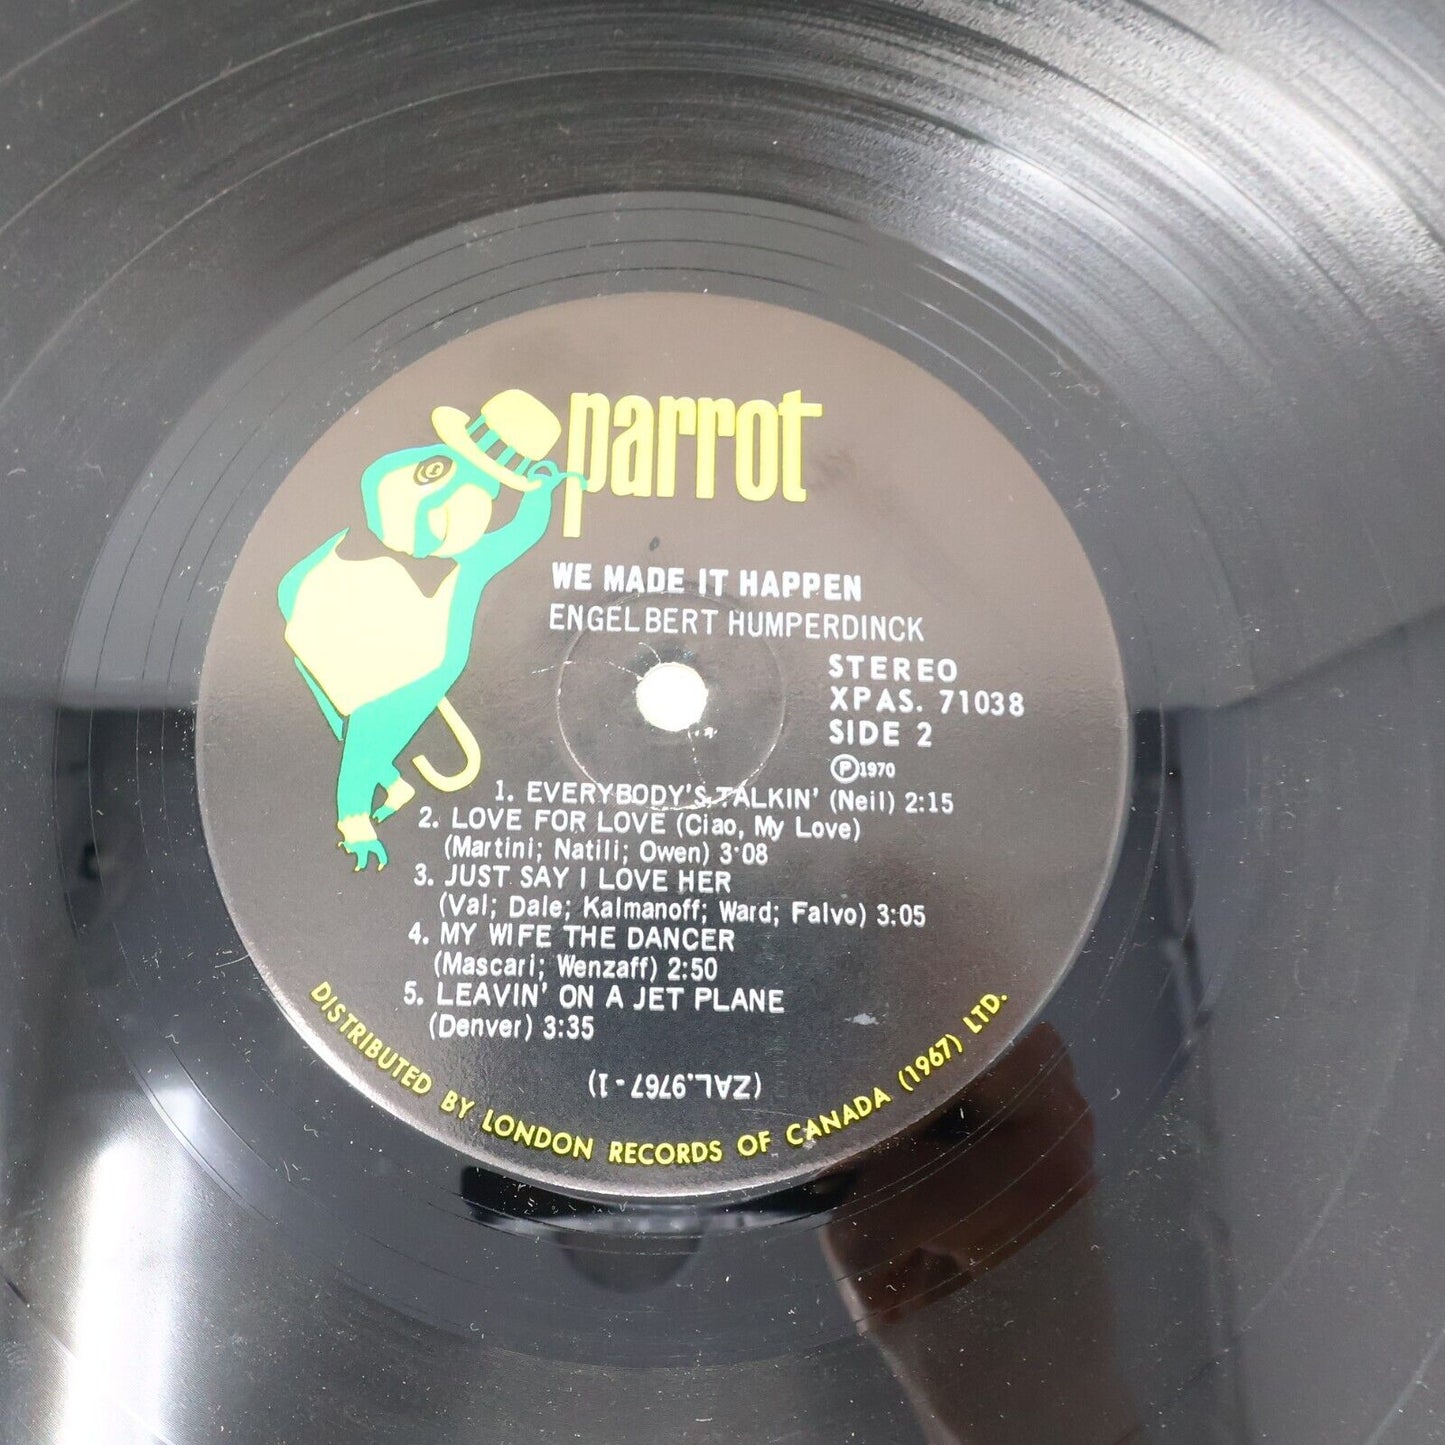 parrot
WE MADE IT HAPPEN
ENGELBERT HUMPERDINCK
STEREO
XPAS. 71038
SIDE 2
Ⓟ1970
1. EVERYBODY'S TALKIN' (Neil) 2:15
2. LOVE FOR LOVE (Ciao, My Love)
(Martini; Natili; Owen) 3:08
3. JUST SAY I LOVE HER
(Val; Dale; Kalmanoff; Ward; Falvo) 3:05
4. MY WIFE THE DANCER
(Mascari; Wenzaff) 2:50
5. LEAVIN' ON A JET PLANE
(Denver) 3:35
(ZAL.9767-1)
DISTRIBUTED BY LONDON RECORDS OF CANADA (1967) LTD.